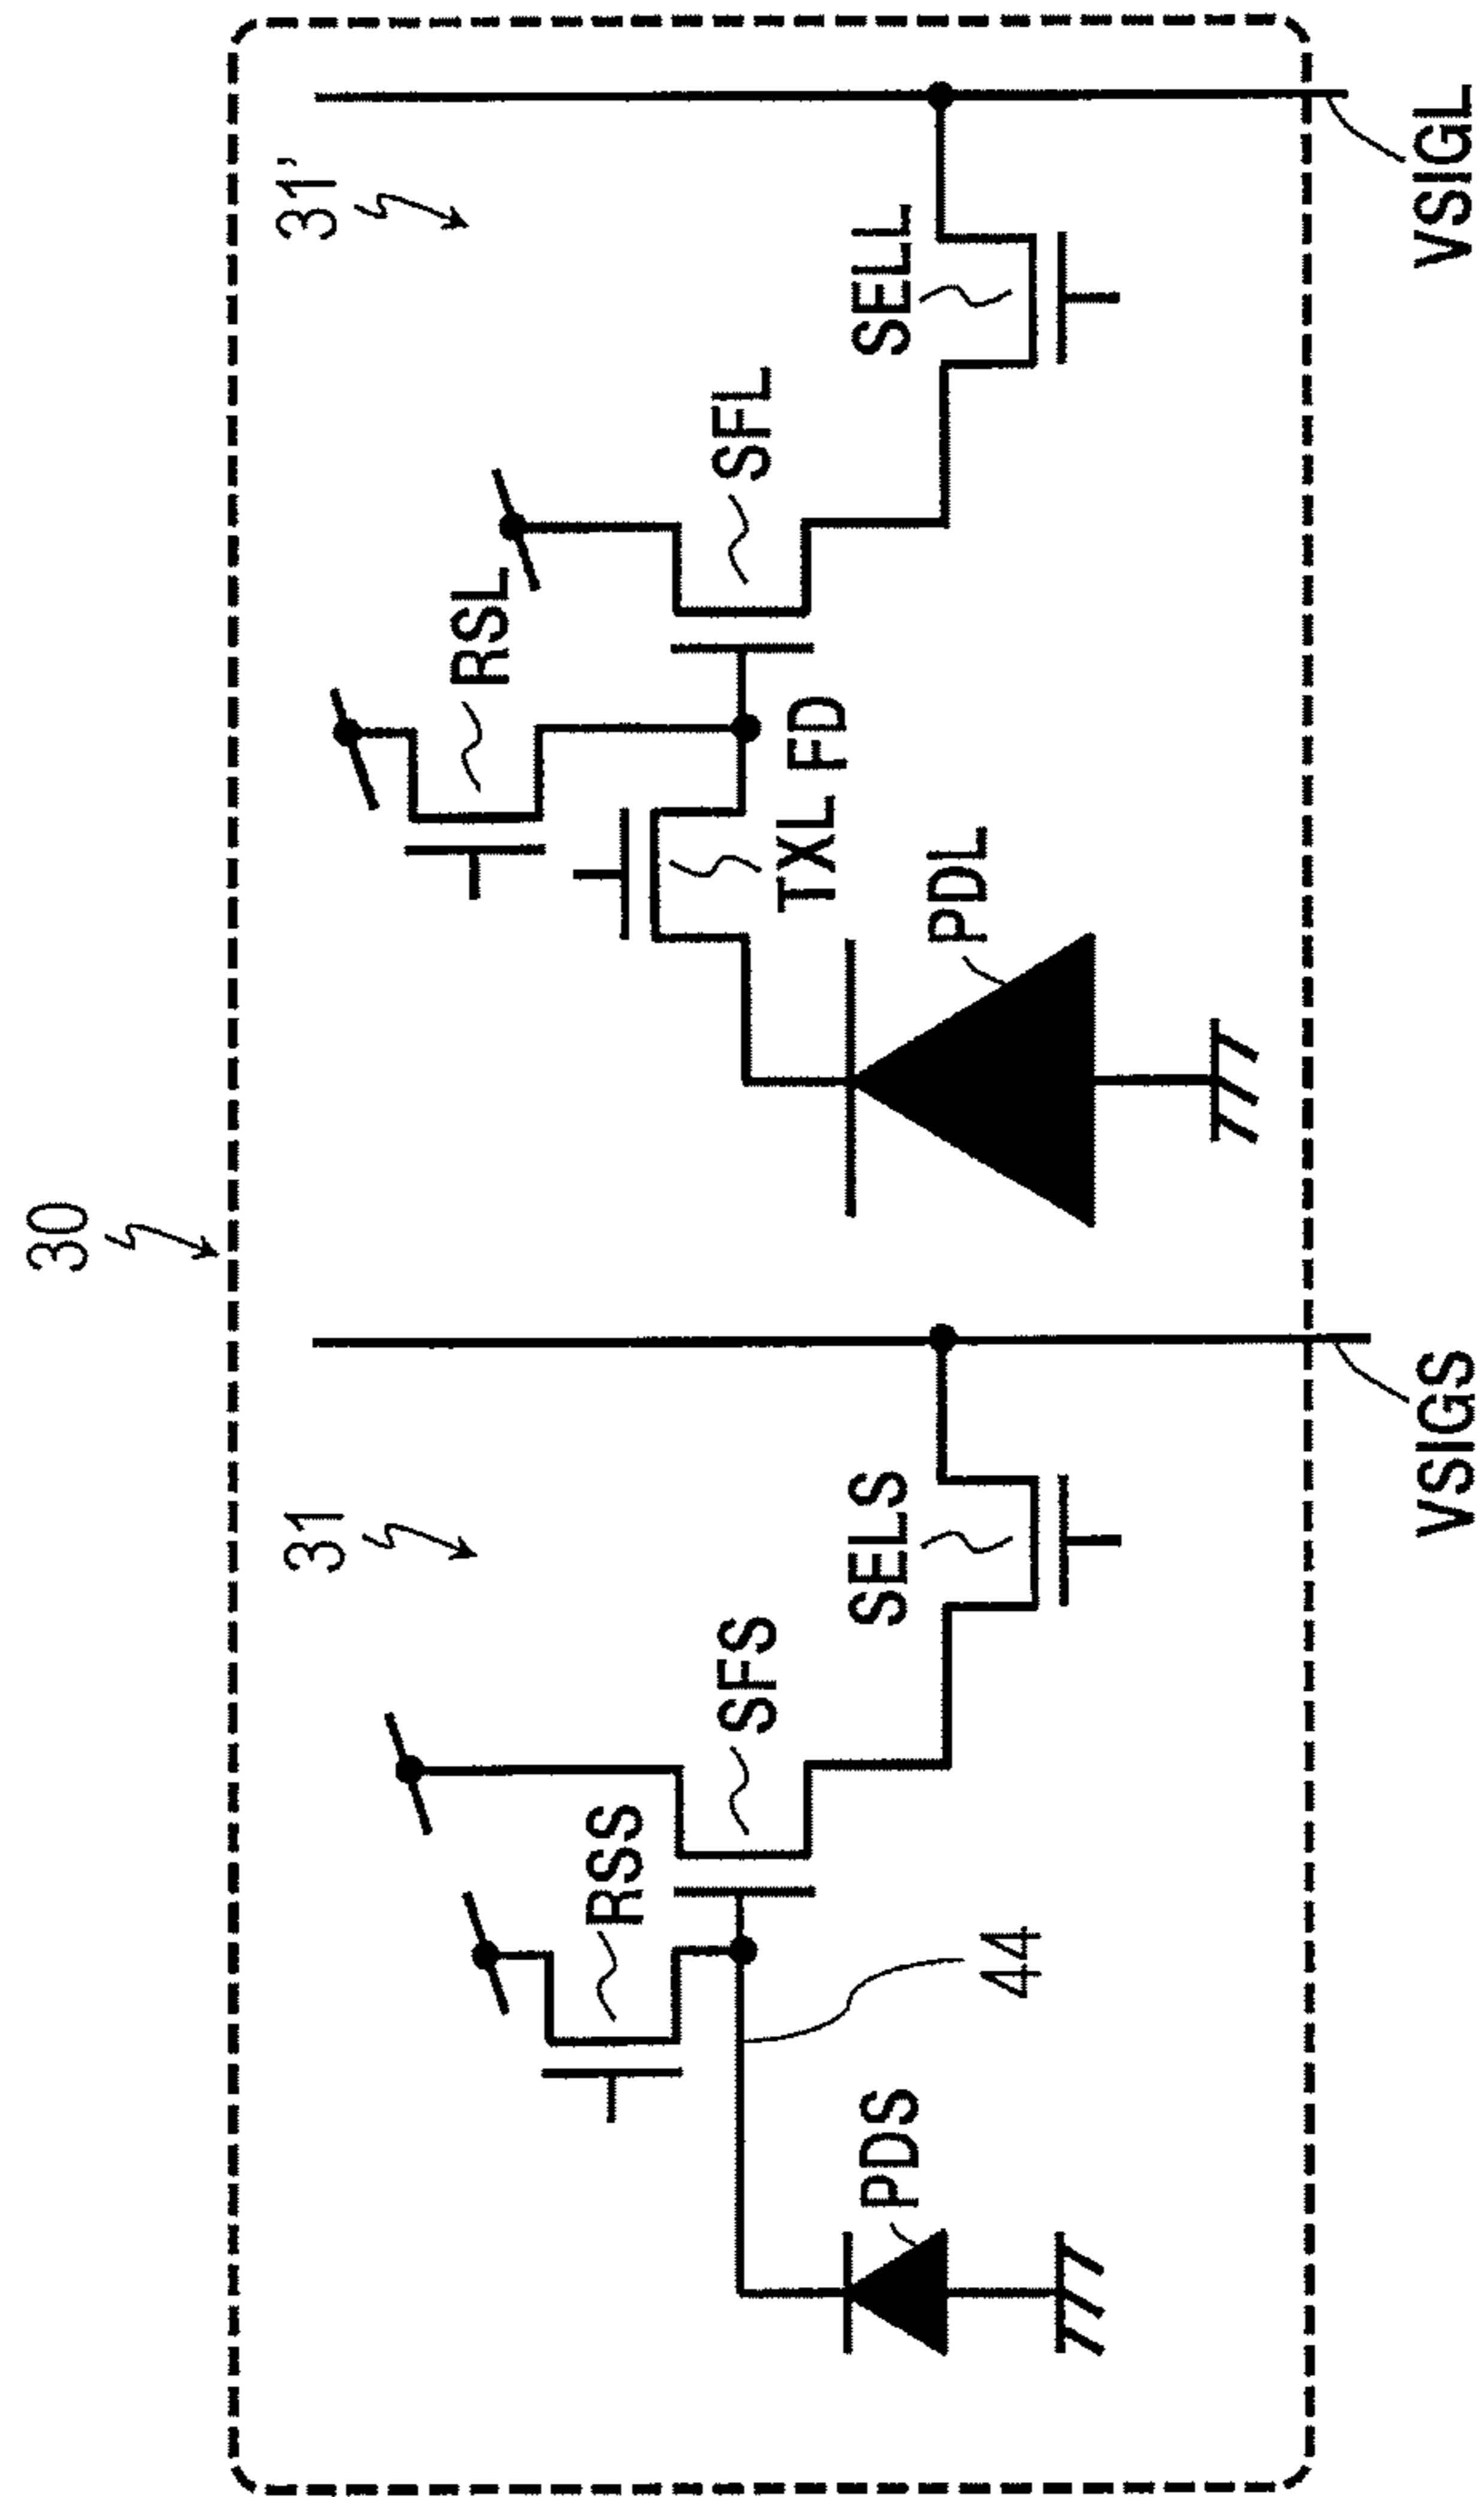 30
31
31'
RSS
SFS
SELS
PDS
44
VSIGS
RSL
SFL
SELL
TXL
FD
PDL
VSIGL